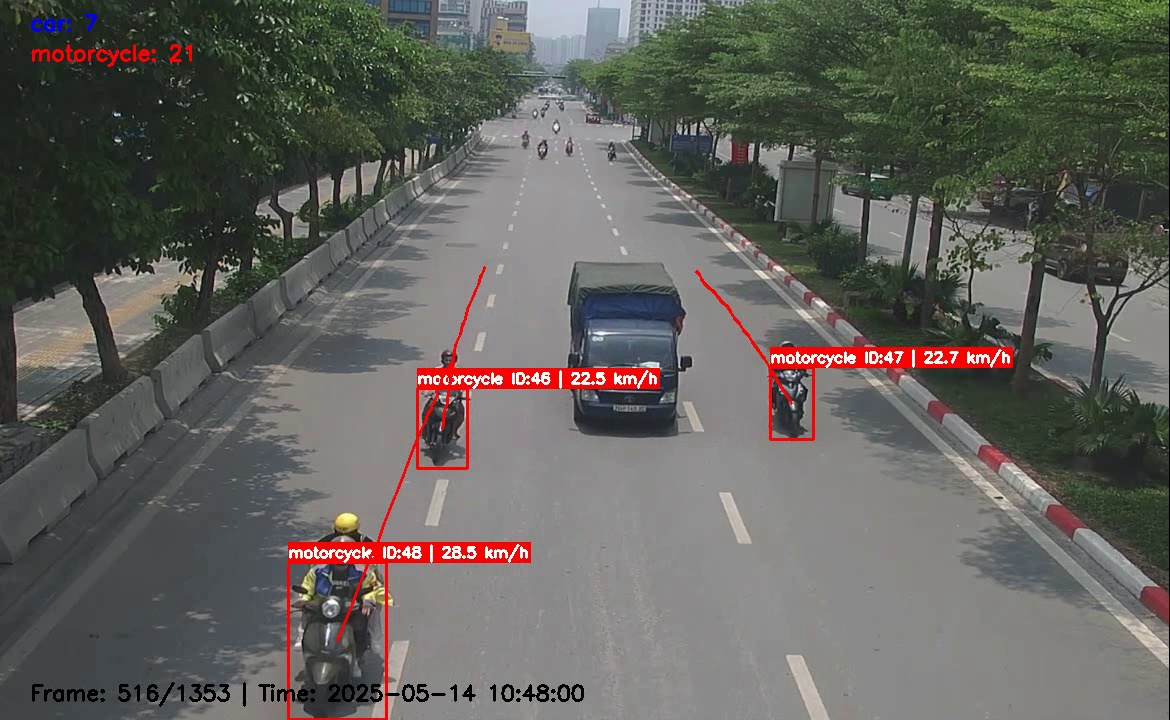 car: 7
motorcycle: 21
motorcycle ID:47 | 22.7 km/h
motorcycle ID:46 | 22.5 km/h
motorcycle ID:48 | 28.5 km/h
Frame: 516/1353 | Time: 2025-05-14 10:48:00